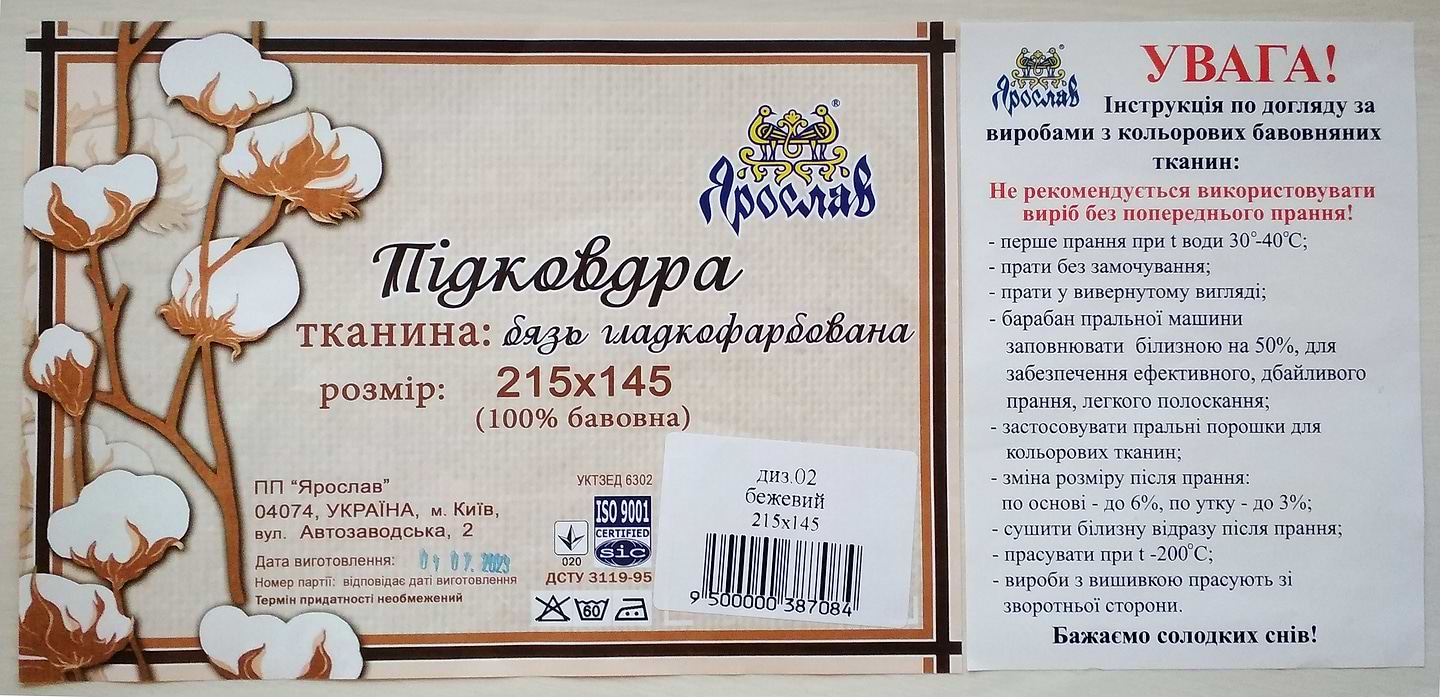 Ярослав®
Підковдра
тканина: бязь гладкофарбована
розмір: 215х145
(100% бавовна)
ПП “Ярослав”
04074, УКРАЇНА, м. Київ,
вул. Автозаводська, 2
Дата виготовлення: 04 07. 2023
Номер партії: відповідає даті виготовлення
Термін придатності необмежений
УКТЗЕД 6302
ISO 9001
CERTIFIED
sic
020
ДСТУ 3119-95
60
диз.02
бежевий
215х145
9 500000 387084
Ярослав®
УВАГА!
Інструкція по догляду за
виробами з кольорових бавовняних
тканин:
Не рекомендується використовувати
виріб без попереднього прання!
- перше прання при t води 30°-40°С;
- прати без замочування;
- прати у вивернутому вигляді;
- барабан пральної машини
заповнювати білизною на 50%, для
забезпечення ефективного, дбайливого
прання, легкого полоскання;
- застосовувати пральні порошки для
кольорових тканин;
- зміна розміру після прання:
по основі - до 6%, по утку - до 3%;
- сушити білизну відразу після прання;
- прасувати при t -200°С;
- вироби з вишивкою прасують зі
зворотньої сторони.
Бажаємо солодких снів!